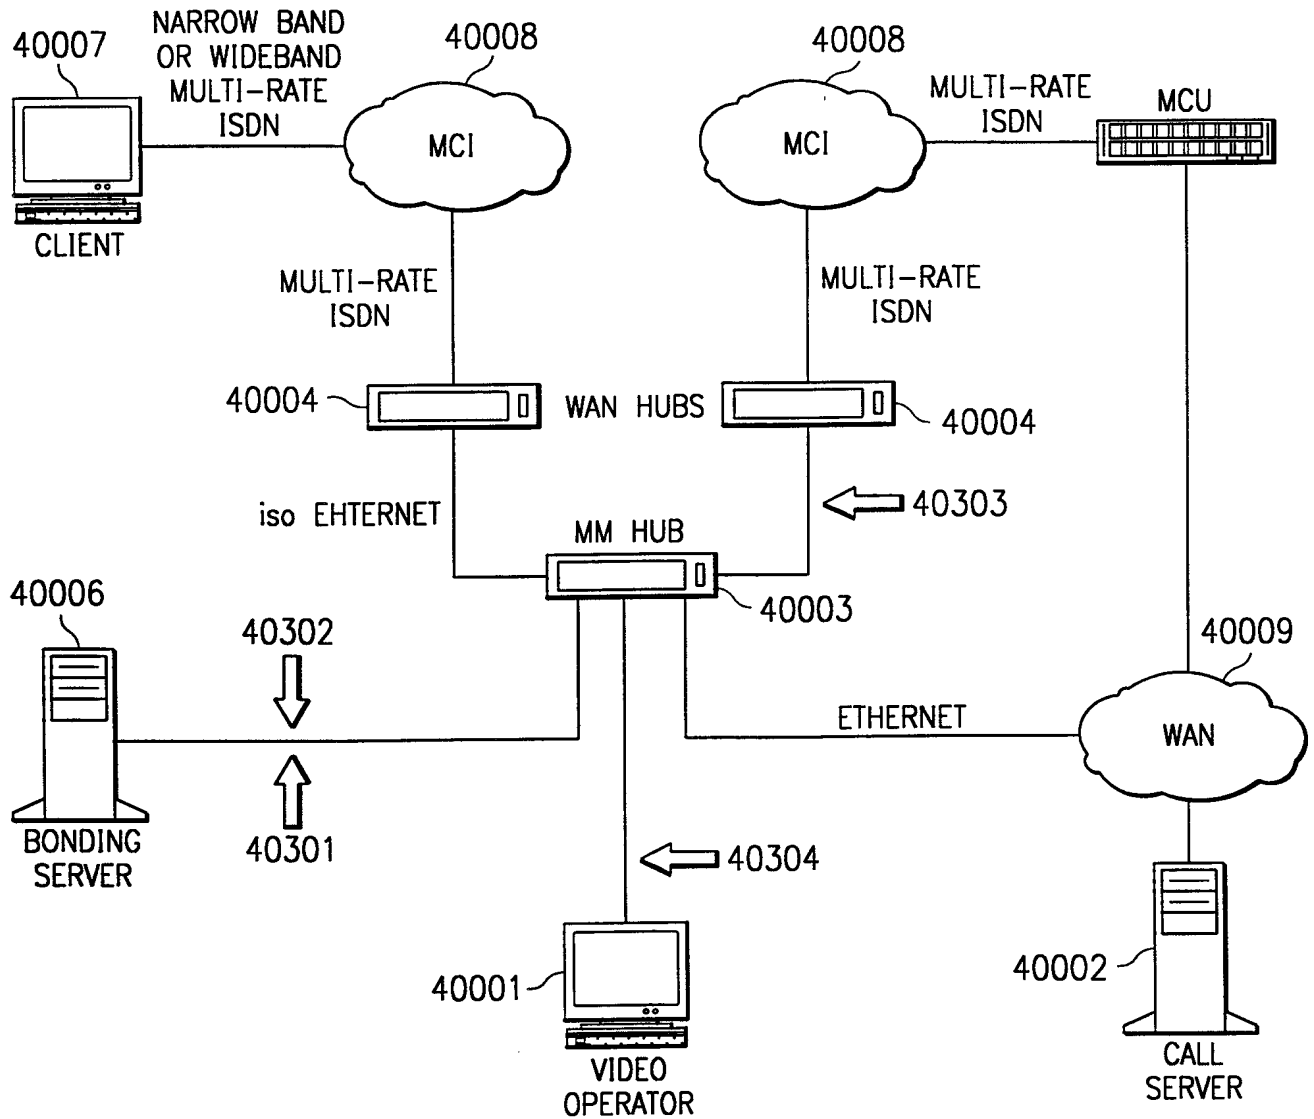 40007
NARROW BAND
OR WIDEBAND
MULTI-RATE
ISDN
40008
40008
MULTI-RATE
ISDN
MCU
MCI
MCI
CLIENT
MULTI-RATE
ISDN
MULTI-RATE
ISDN
40004
WAN HUBS
40004
iso EHTERNET
40303
MM HUB
40003
40006
40302
40009
ETHERNET
WAN
BONDING
SERVER
40301
40304
40001
40002
VIDEO
OPERATOR
CALL
SERVER